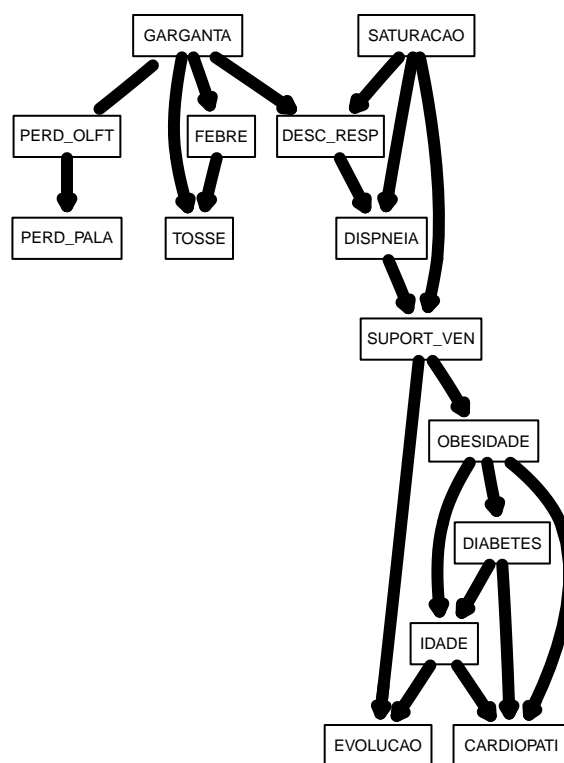 GARGANTA
SATURACAO
PERD_OLFT
FEBRE
DESC_RESP
PERD_PALA
TOSSE
DISPNEIA
SUPORT_VEN
OBESIDADE
DIABETES
IDADE
EVOLUCAO
CARDIOPATI